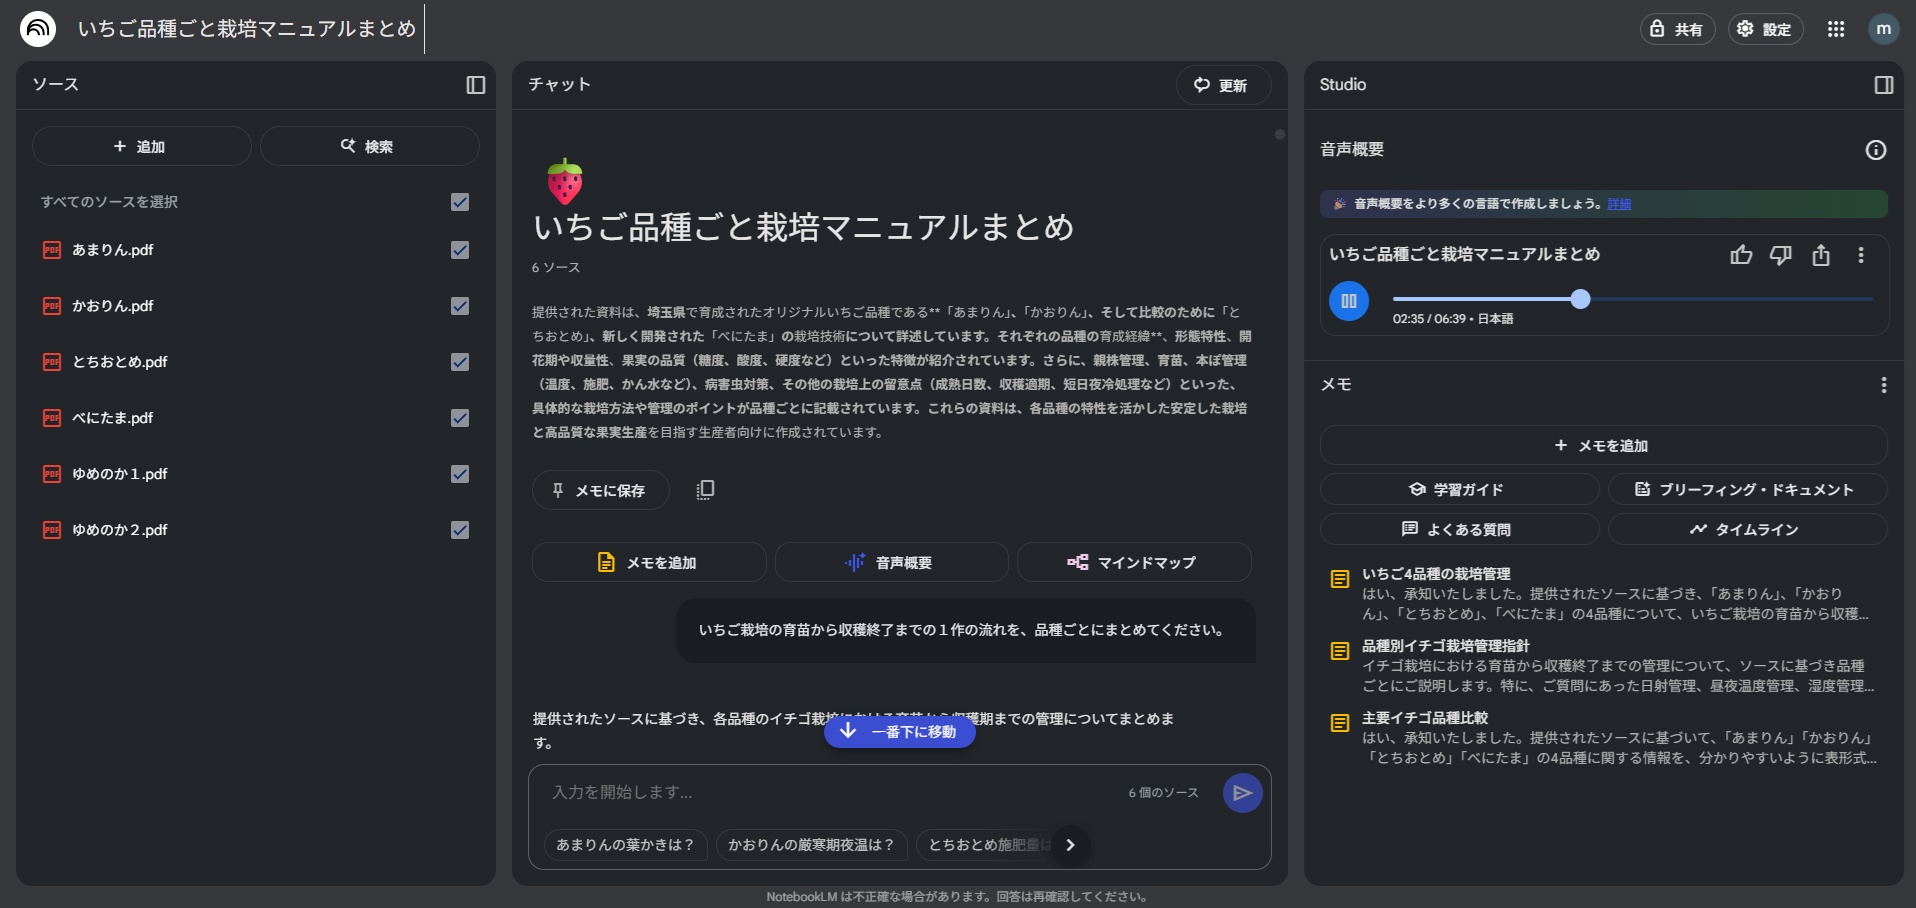 いちご品種ごと栽培マニュアルまとめ
共有
設定
m
ソース
追加
検索
すべてのソースを選択
PDF あまりん.pdf
PDF かおりん.pdf
PDF とちおとめ.pdf
PDF べにたま.pdf
PDF ゆめのか１.pdf
PDF ゆめのか２.pdf
チャット
更新
いちご品種ごと栽培マニュアルまとめ
6 ソース
提供された資料は、埼玉県で育成されたオリジナルいちご品種である**「あまりん」、「かおりん」、そして比較のために「と
ちおとめ」、新しく開発された「べにたま」の栽培技術について詳述しています。それぞれの品種の育成経緯**、形態特性、開
花期や収量性、果実の品質（糖度、酸度、硬度など）といった特徴が紹介されています。さらに、親株管理、育苗、本ぽ管理
（温度、施肥、かん水など）、病害虫対策、その他の栽培上の留意点（成熟日数、収穫適期、短日夜冷処理など）といった、
具体的な栽培方法や管理のポイントが品種ごとに記載されています。これらの資料は、各品種の特性を活かした安定した栽培
と高品質な果実生産を目指す生産者向けに作成されています。
メモに保存
メモを追加
音声概要
マインドマップ
いちご栽培の育苗から収穫終了までの１作の流れを、品種ごとにまとめてください。
提供されたソースに基づき、各品種のイチゴ栽培における育苗から収穫期までの管理についてまとめま
す。
一番下に移動
入力を開始します...
6 個のソース
あまりんの葉かきは？
かおりんの厳寒期夜温は？
とちおとめ施肥量は
NotebookLM は不正確な場合があります。回答は再確認してください。
Studio
音声概要
音声概要をより多くの言語で作成しましょう。詳細
いちご品種ごと栽培マニュアルまとめ
02:35 / 06:39 • 日本語
メモ
メモを追加
学習ガイド
ブリーフィング・ドキュメント
よくある質問
タイムライン
いちご4品種の栽培管理
はい、承知いたしました。提供されたソースに基づき、「あまりん」、「かおり
ん」、「とちおとめ」、「べにたま」の4品種について、いちご栽培の育苗から収穫...
品種別イチゴ栽培管理指針
イチゴ栽培における育苗から収穫終了までの管理について、ソースに基づき品種
ごとにご説明します。特に、ご質問にあった日射管理、昼夜温度管理、湿度管理...
主要イチゴ品種比較
はい、承知いたしました。提供されたソースに基づいて、「あまりん」「かおりん」
「とちおとめ」「べにたま」の4品種に関する情報を、分かりやすいように表形式...